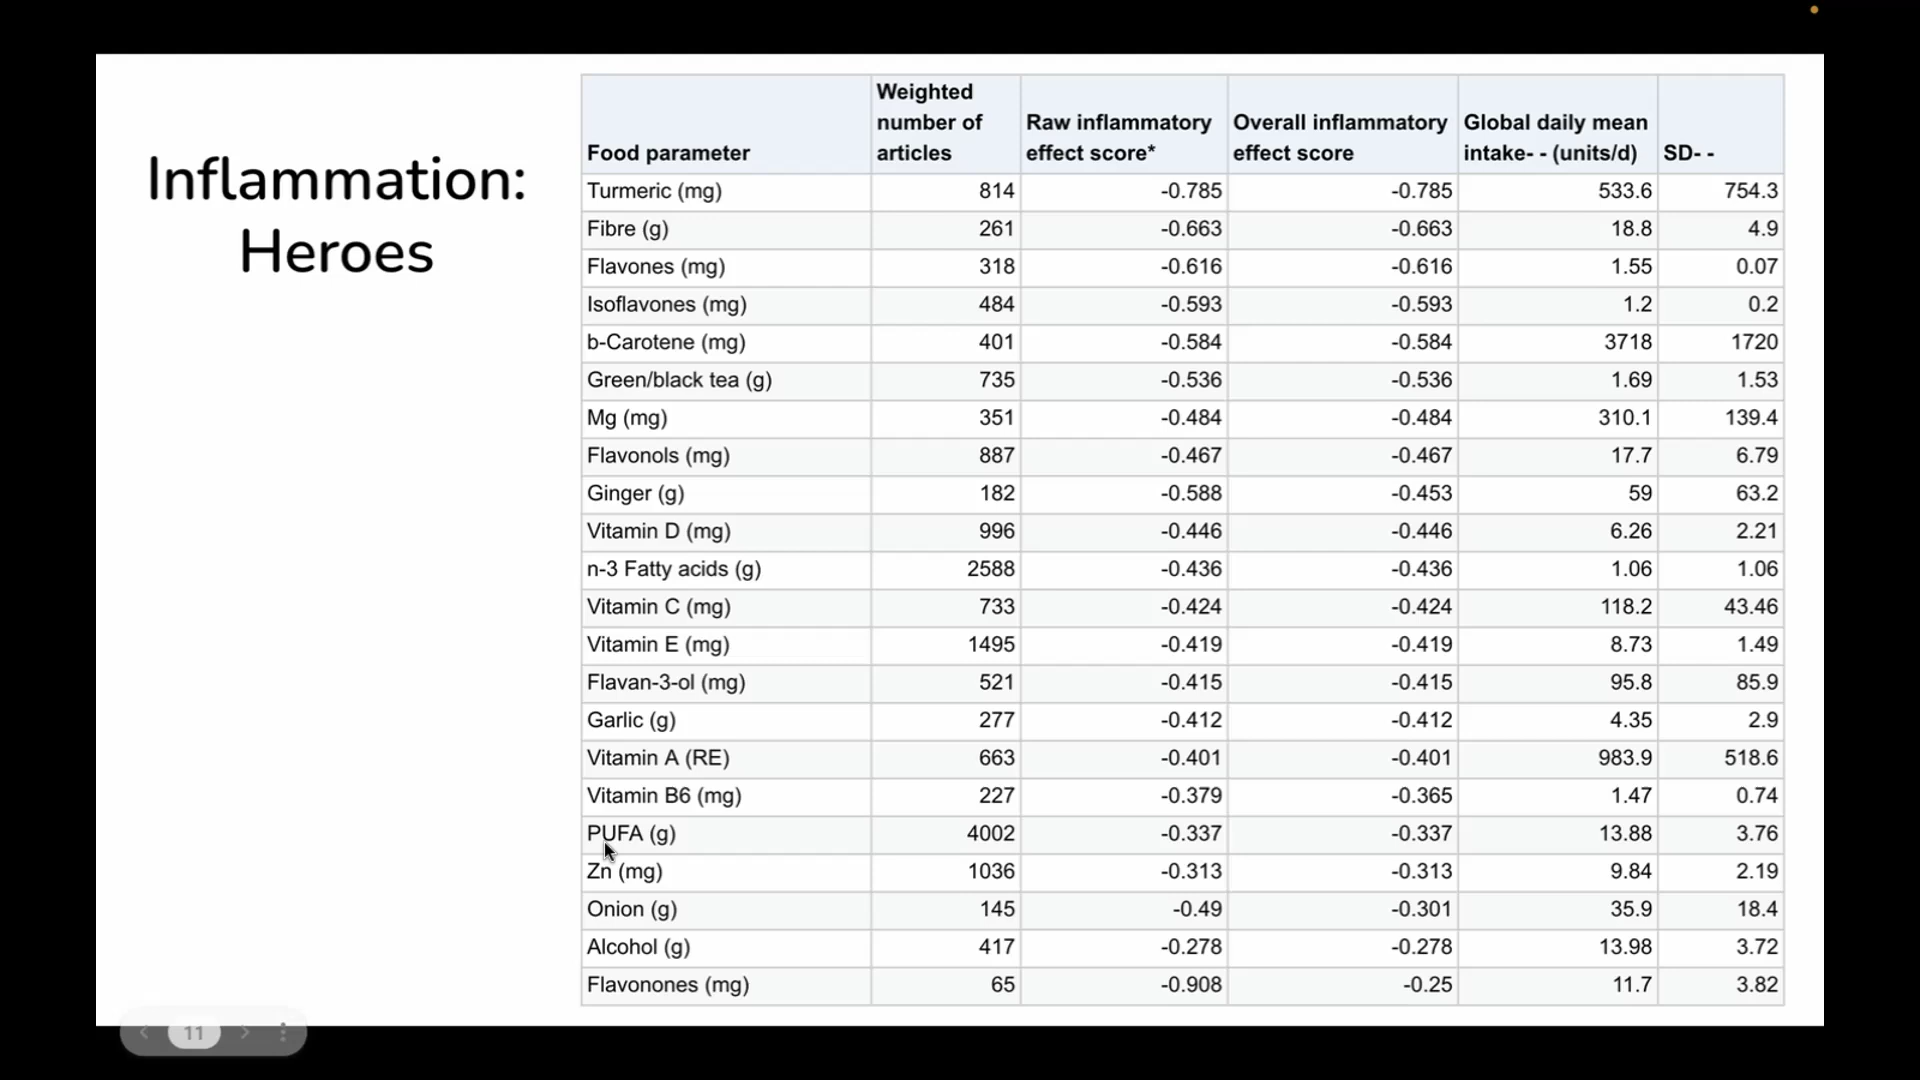 Inflammation:
Heroes
Food parameter Weighted number of articles Raw inflammatory effect score* Overall inflammatory effect score Global daily mean intake- - (units/d) SD- -
Turmeric (mg) 814 -0.785 -0.785 533.6 754.3
Fibre (g) 261 -0.663 -0.663 18.8 4.9
Flavones (mg) 318 -0.616 -0.616 1.55 0.07
Isoflavones (mg) 484 -0.593 -0.593 1.2 0.2
b-Carotene (mg) 401 -0.584 -0.584 3718 1720
Green/black tea (g) 735 -0.536 -0.536 1.69 1.53
Mg (mg) 351 -0.484 -0.484 310.1 139.4
Flavonols (mg) 887 -0.467 -0.467 17.7 6.79
Ginger (g) 182 -0.588 -0.453 59 63.2
Vitamin D (mg) 996 -0.446 -0.446 6.26 2.21
n-3 Fatty acids (g) 2588 -0.436 -0.436 1.06 1.06
Vitamin C (mg) 733 -0.424 -0.424 118.2 43.46
Vitamin E (mg) 1495 -0.419 -0.419 8.73 1.49
Flavan-3-ol (mg) 521 -0.415 -0.415 95.8 85.9
Garlic (g) 277 -0.412 -0.412 4.35 2.9
Vitamin A (RE) 663 -0.401 -0.401 983.9 518.6
Vitamin B6 (mg) 227 -0.379 -0.365 1.47 0.74
PUFA (g) 4002 -0.337 -0.337 13.88 3.76
Zn (mg) 1036 -0.313 -0.313 9.84 2.19
Onion (g) 145 -0.49 -0.301 35.9 18.4
Alcohol (g) 417 -0.278 -0.278 13.98 3.72
Flavonones (mg) 65 -0.908 -0.25 11.7 3.82
11